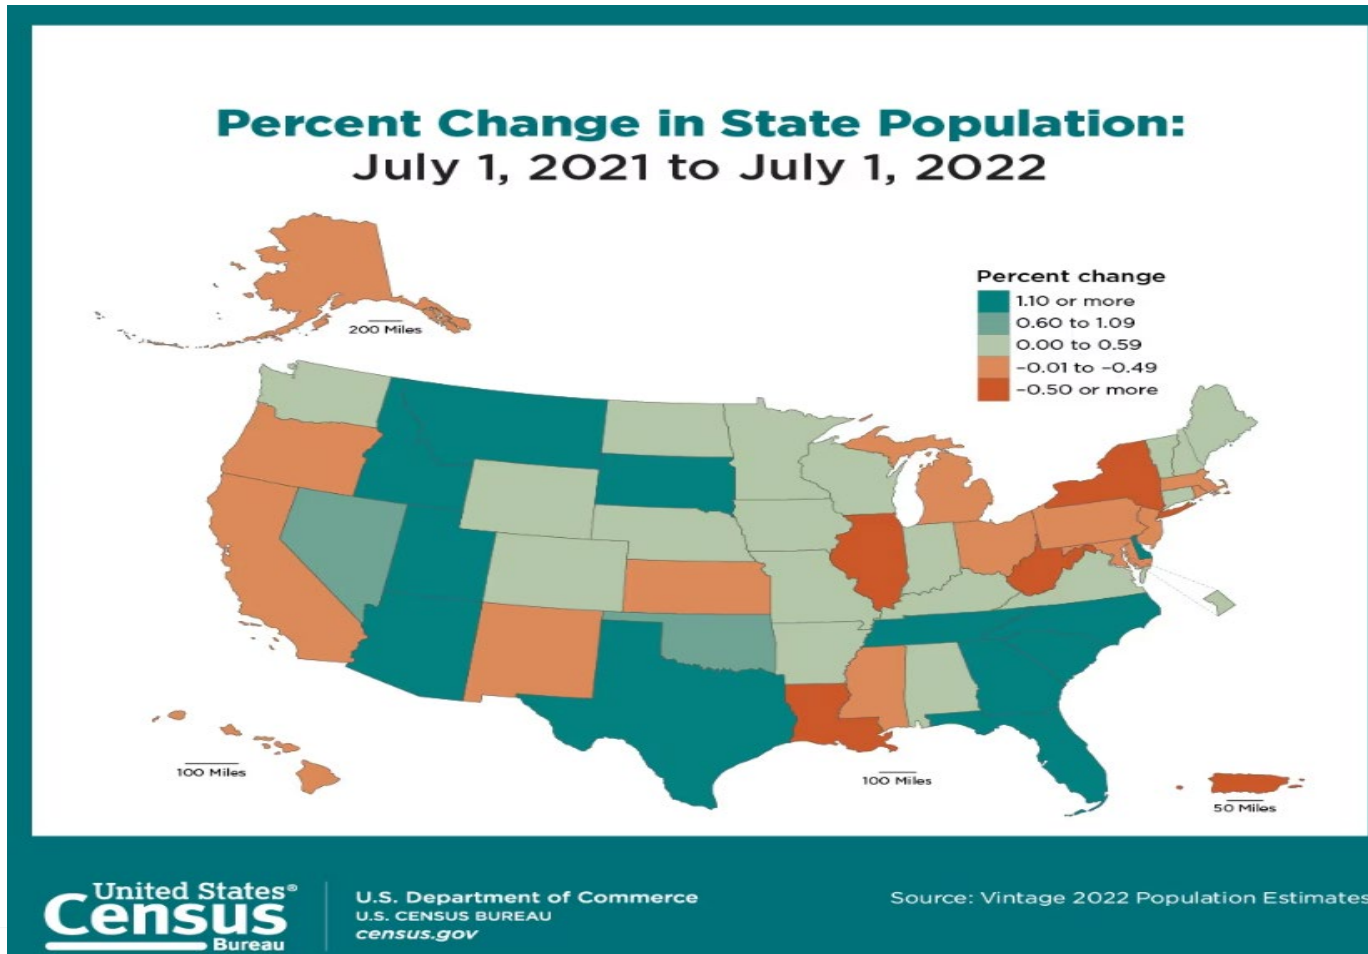 Percent Change in State Population:
July 1, 2021 to July 1, 2022
Percent change
1.10 or more
0.60 to 1.09
0.00 to 0.59
–0.01 to –0.49
–0.50 or more
200 Miles
100 Miles
100 Miles
50 Miles
United States®
Census
Bureau
U.S. Department of Commerce
U.S. CENSUS BUREAU
census.gov
Source: Vintage 2022 Population Estimates